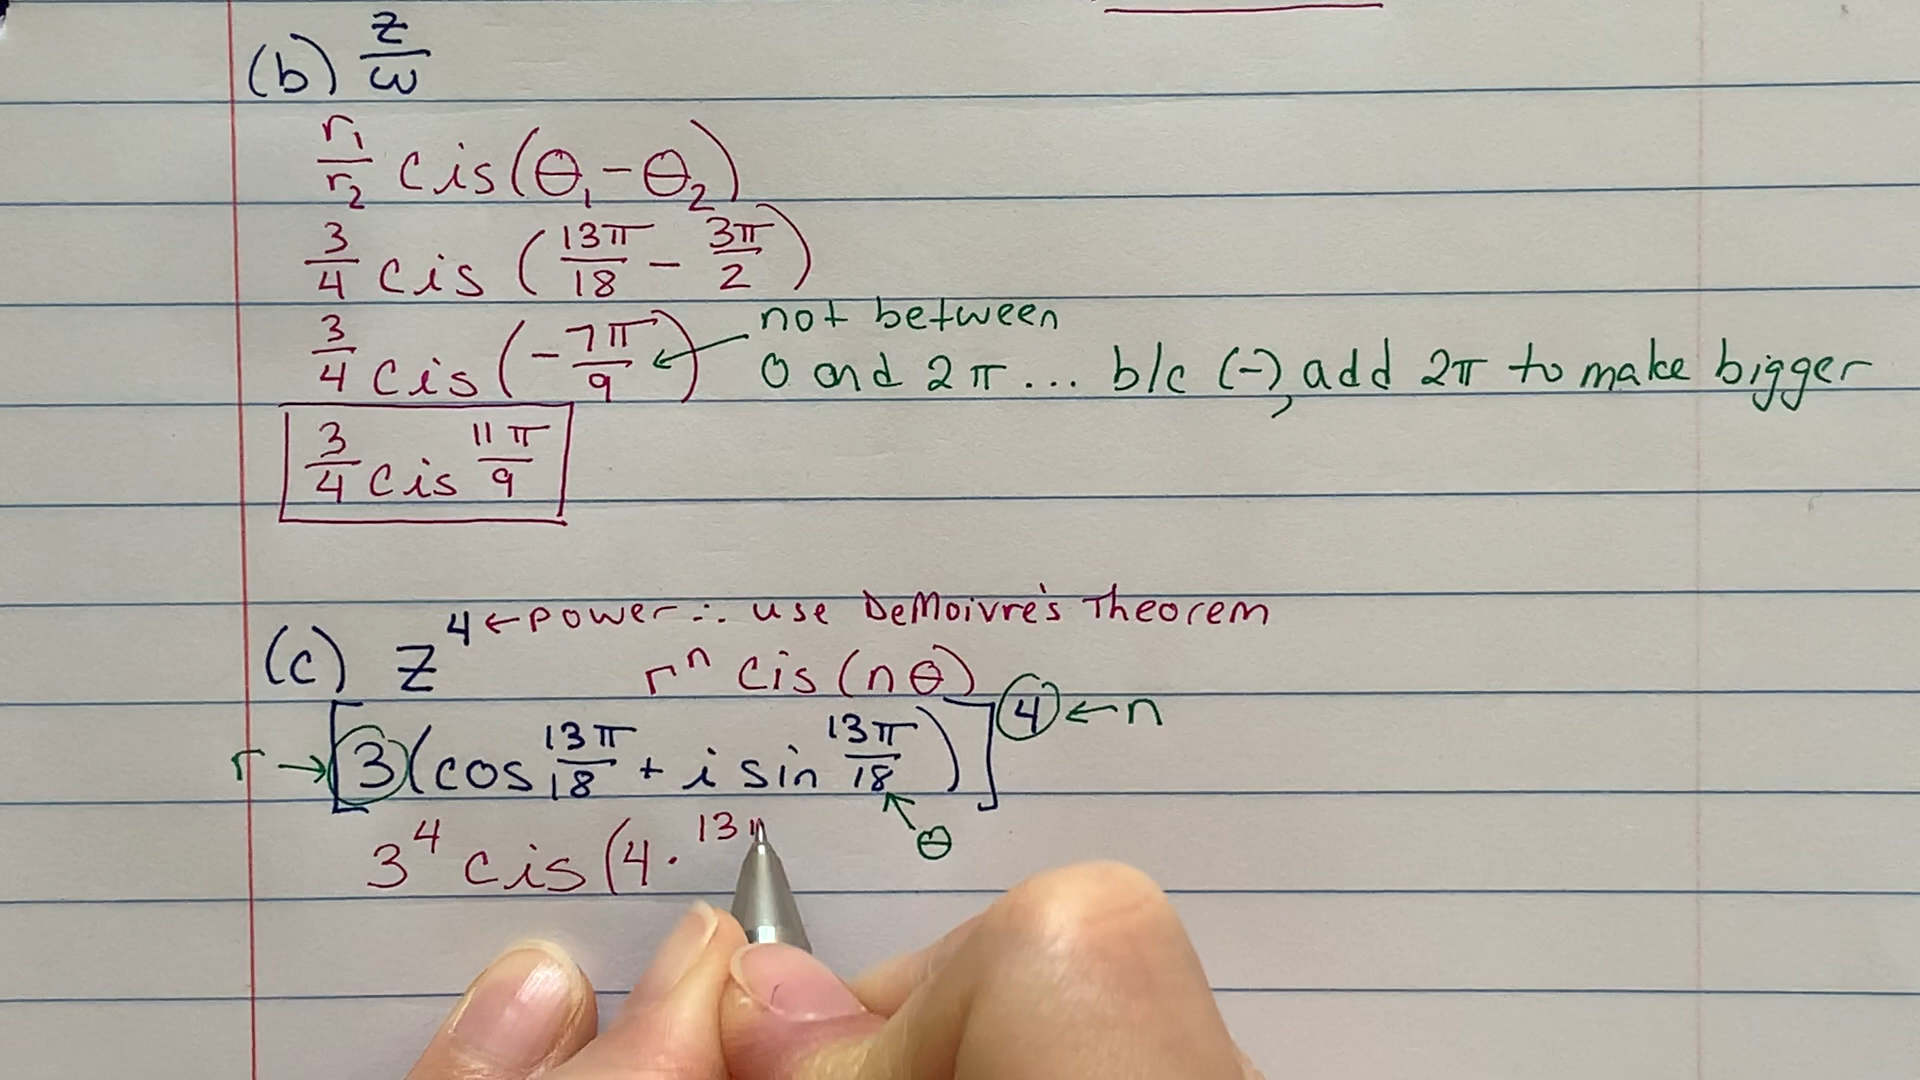 (b) z/ω
r₁/r₂ cis(θ₁-θ₂)
3/4 cis (13π/18 - 3π/2)
3/4 cis (-7π/9) ← not between
0 and 2π... b/c (-), add 2π to make bigger
3/4 cis 11π/9
(c) z⁴ ← power ∴ use DeMoivre's Theorem
rⁿ cis (nθ)
r → [3(cos 13π/18 + i sin 13π/18)]⁴ ← n
θ
3⁴ cis (4 · 13